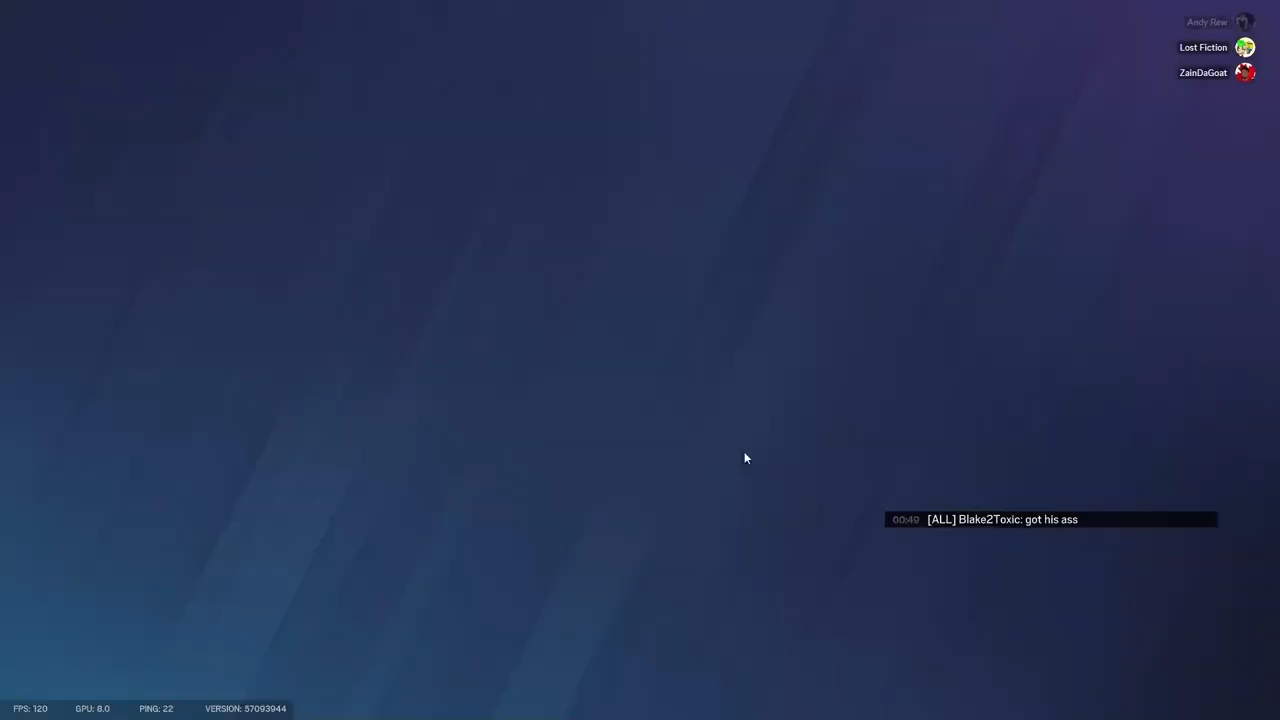 Andy Rew
Lost Fiction
ZainDaGoat
00:49 [ALL] Blake2Toxic: got his ass
FPS: 120 GPU: 8.0 PING: 22 VERSION: 57093944